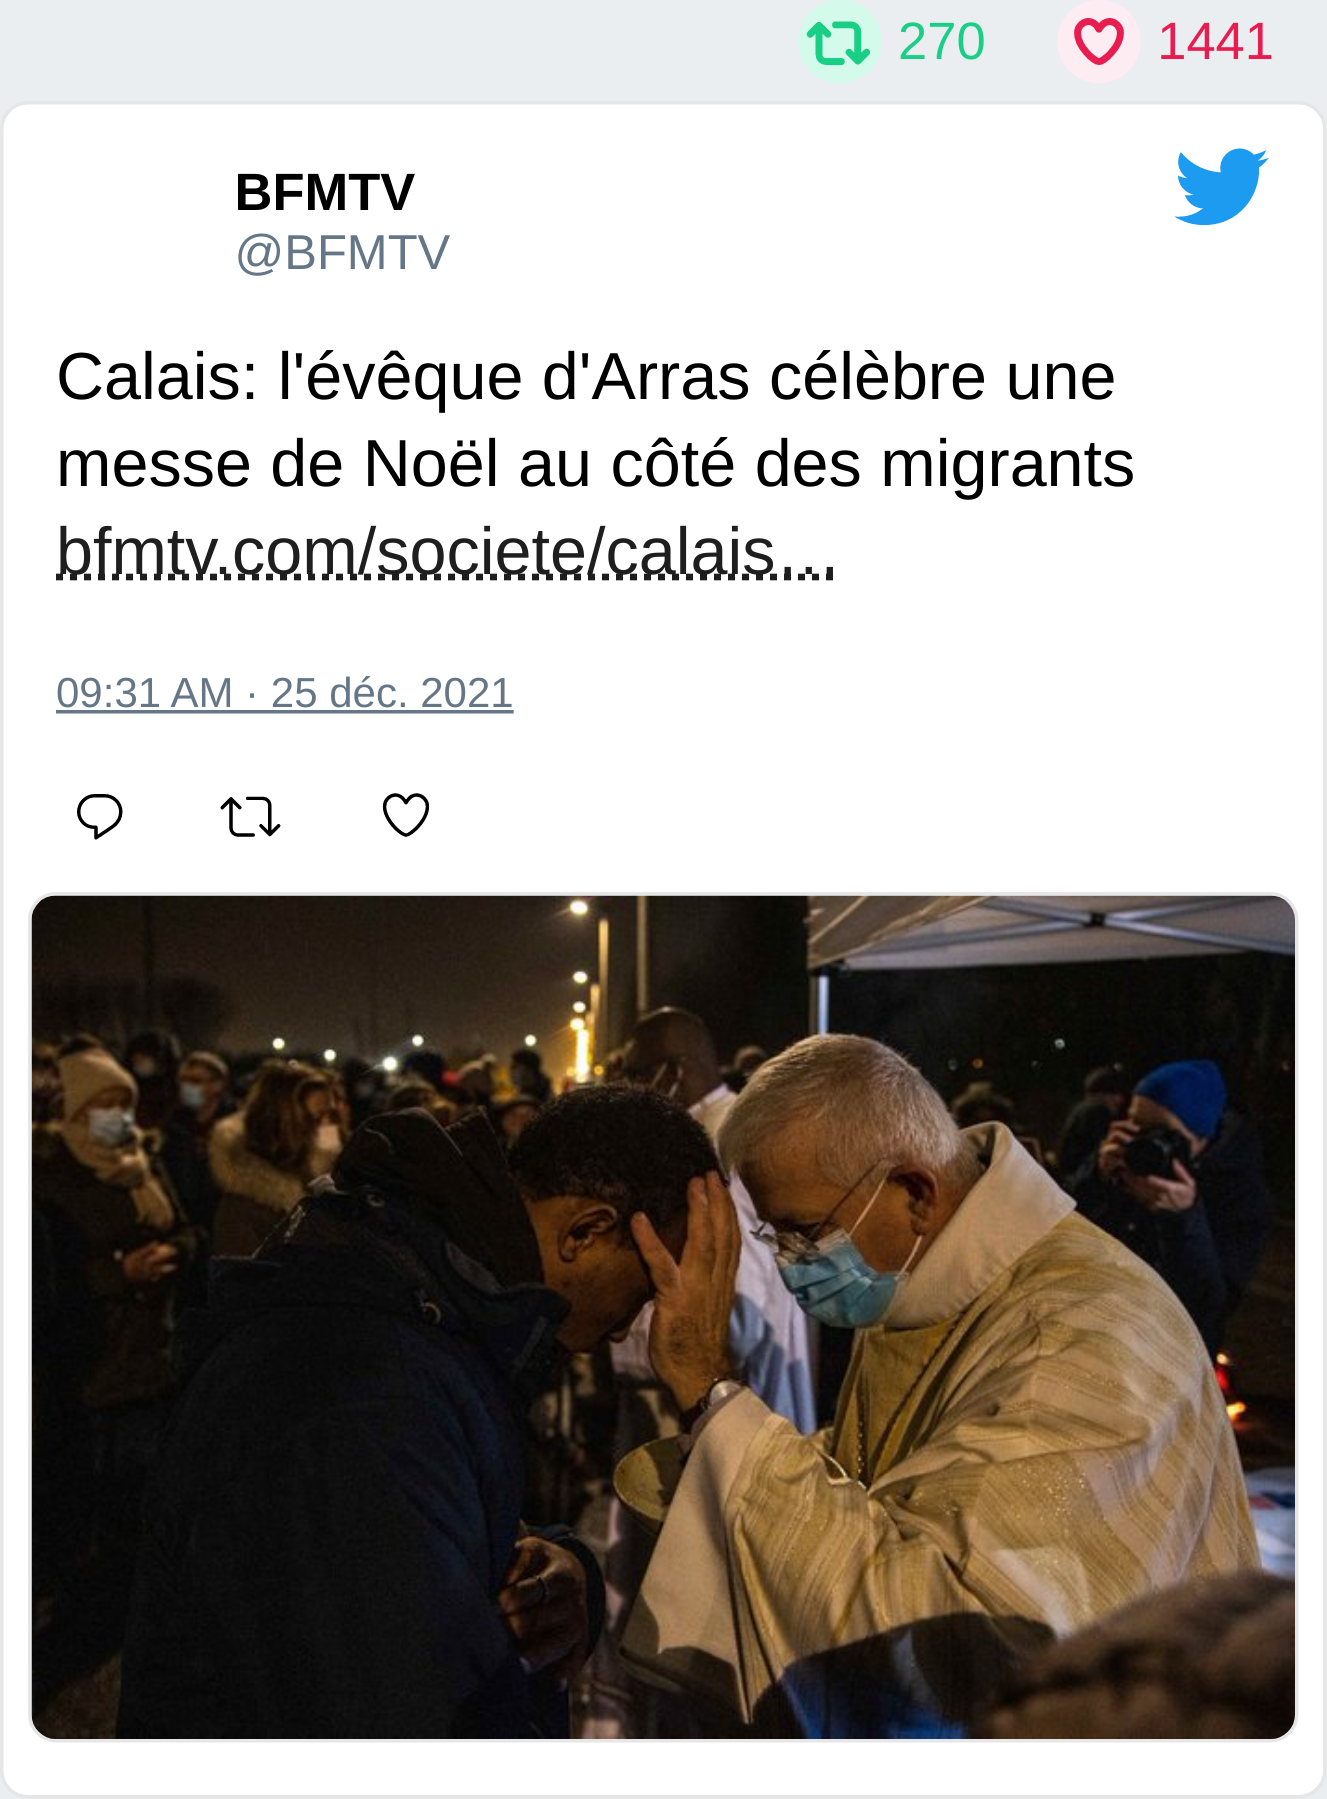 270 1441
BFMTV
@BFMTV
Calais: l'évêque d'Arras célèbre une
messe de Noël au côté des migrants
bfmtv.com/societe/calais...
09:31 AM · 25 déc. 2021